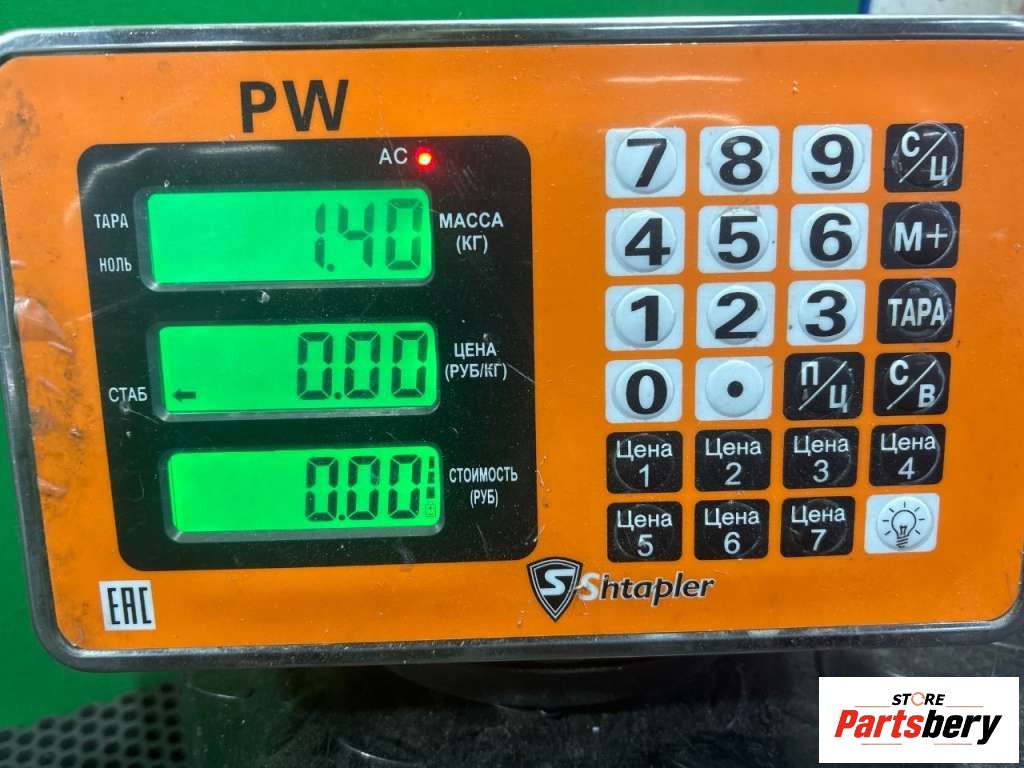 PW
AC
ТАРА
НОЛЬ
1.40
МАССА
(КГ)
СТАБ
0.00
ЦЕНА
(РУБ/КГ)
0.00
СТОИМОСТЬ
(РУБ)
7 8 9 С/Ц
4 5 6 М+
1 2 3 ТАРА
0 • П/Ц С/В
Цена 1
Цена 2
Цена 3
Цена 4
Цена 5
Цена 6
Цена 7
EAC
S Shtapler
STORE
Partsbery